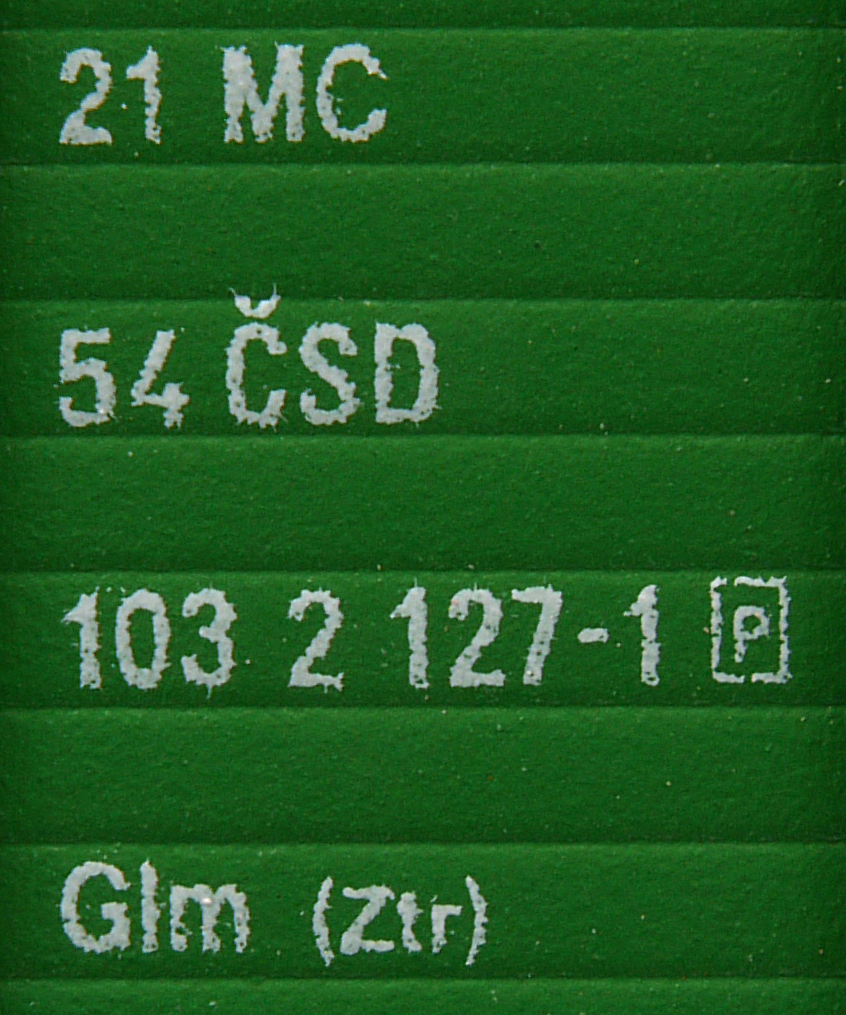 21 MC
54 ČSD
103 2 127-1 P
Glm (Ztr)